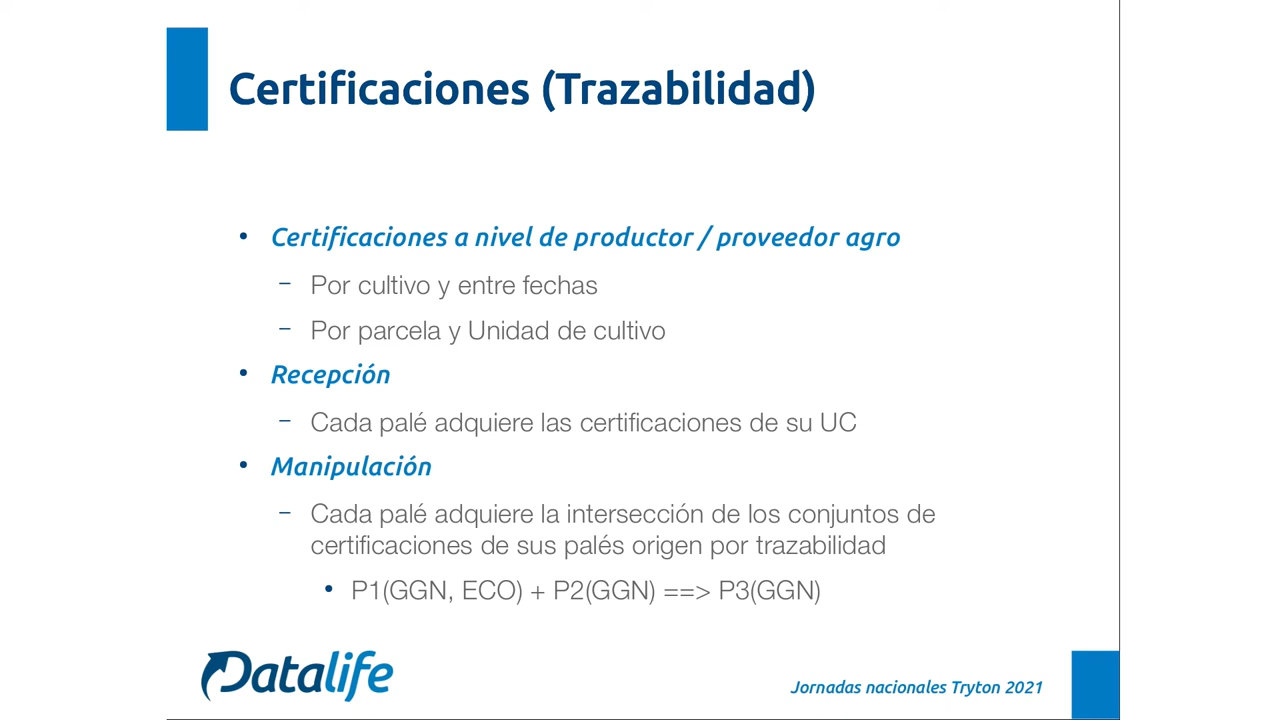 Certificaciones (Trazabilidad)
• Certificaciones a nivel de productor / proveedor agro
– Por cultivo y entre fechas
– Por parcela y Unidad de cultivo
• Recepción
– Cada palé adquiere las certificaciones de su UC
• Manipulación
– Cada palé adquiere la intersección de los conjuntos de
certificaciones de sus palés origen por trazabilidad
• P1(GGN, ECO) + P2(GGN) ==> P3(GGN)
Datalife
Jornadas nacionales Tryton 2021